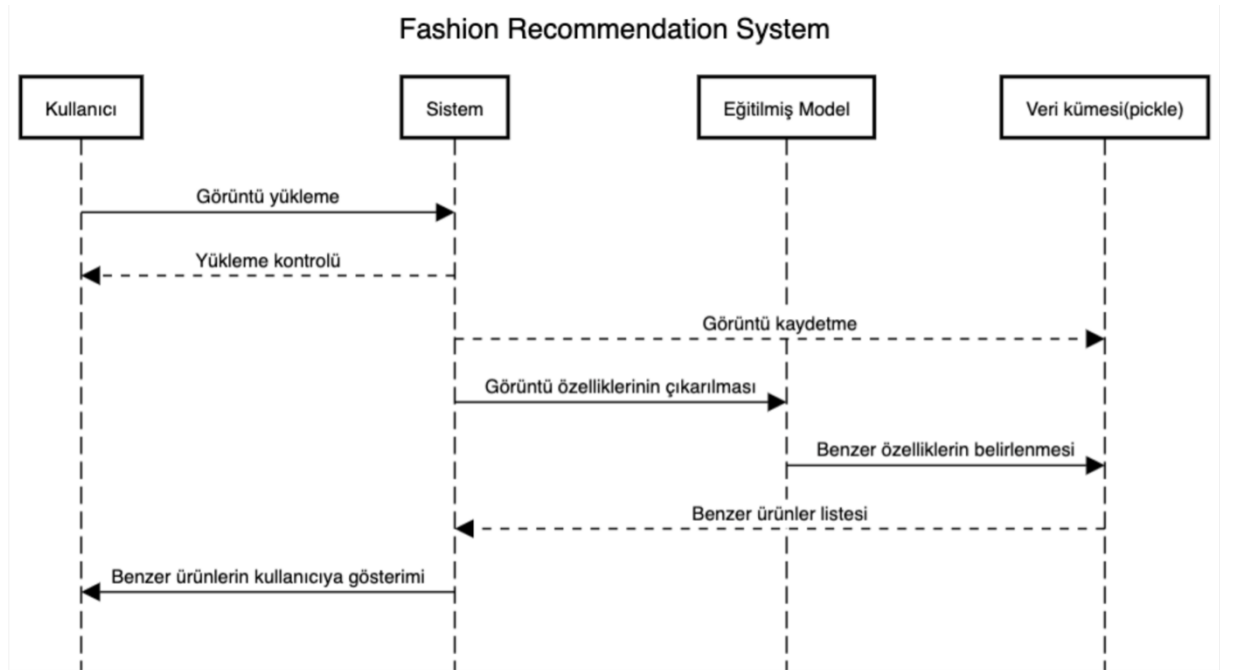 Fashion Recommendation System
Kullanıcı
Sistem
Eğitilmiş Model
Veri kümesi(pickle)
Görüntü yükleme
Yükleme kontrolü
Görüntü kaydetme
Görüntü özelliklerinin çıkarılması
Benzer özelliklerin belirlenmesi
Benzer ürünler listesi
Benzer ürünlerin kullanıcıya gösterimi